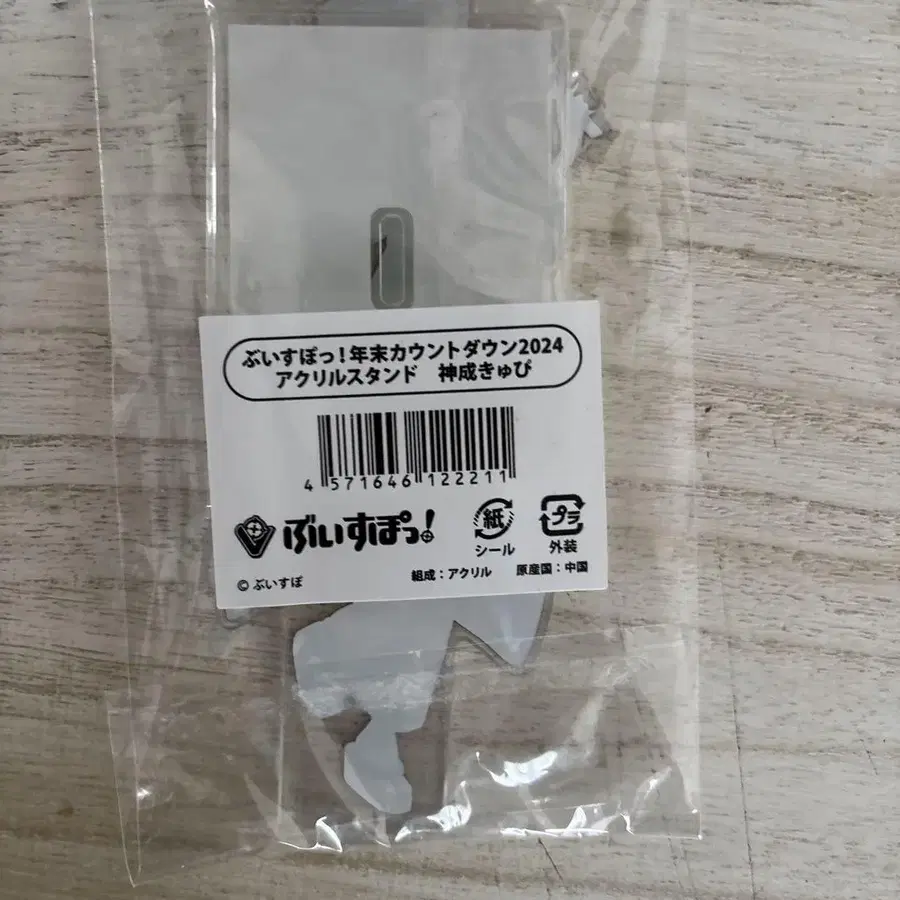 ぶいすぽっ!年末カウントダウン2024
アクリルスタンド 神成きゅぴ
4 571646 122211
ぶいすぽっ!
紙
シール
プラ
外装
© ぶいすぽ
組成:アクリル 原産国:中国